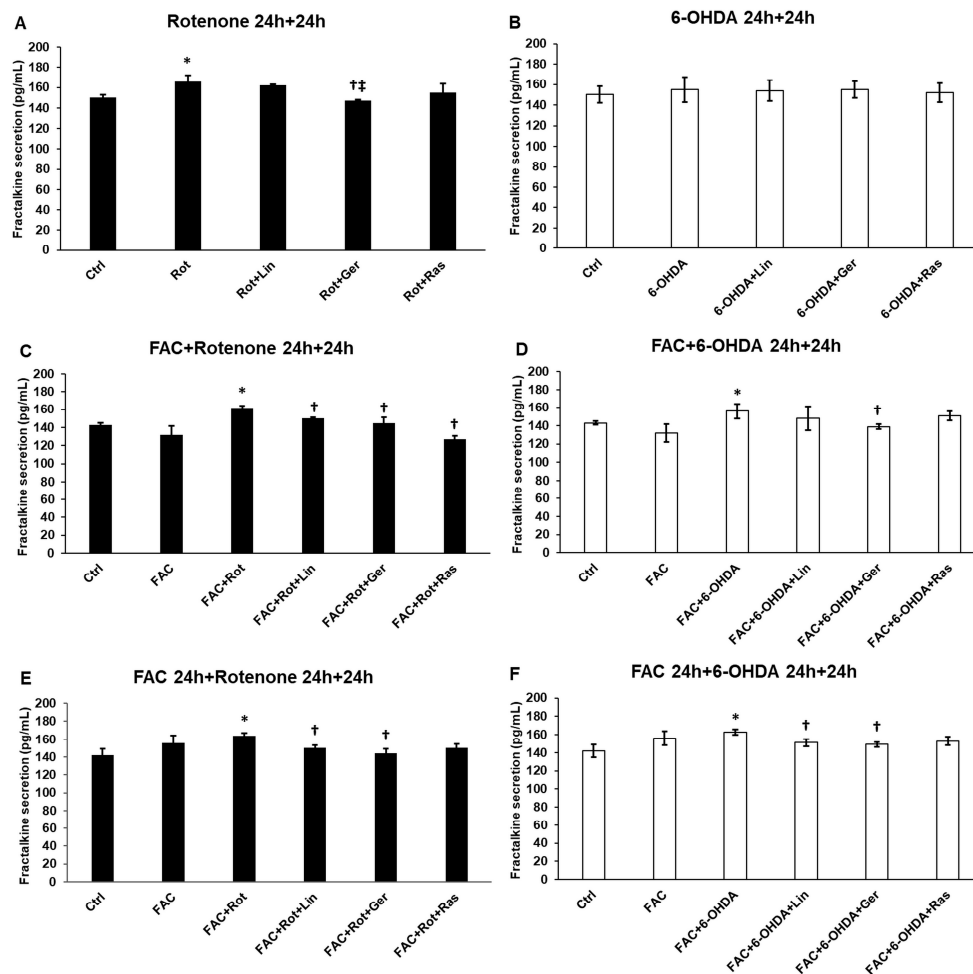 A
Rotenone 24h+24h
Fractalkine secretion (pg/mL)
200
180
160
140
120
100
80
60
40
20
0
*
†‡
Ctrl
Rot
Rot+Lin
Rot+Ger
Rot+Ras
B
6-OHDA 24h+24h
Fractalkine secretion (pg/mL)
200
180
160
140
120
100
80
60
40
20
0
Ctrl
6-OHDA
6-OHDA+Lin
6-OHDA+Ger
6-OHDA+Ras
C
FAC+Rotenone 24h+24h
Fractalkine secretion (pg/mL)
200
180
160
140
120
100
80
60
40
20
0
*
†
†
†
Ctrl
FAC
FAC+Rot
FAC+Rot+Lin
FAC+Rot+Ger
FAC+Rot+Ras
D
FAC+6-OHDA 24h+24h
Fractalkine secretion (pg/mL)
200
180
160
140
120
100
80
60
40
20
0
*
†
Ctrl
FAC
FAC+6-OHDA
FAC+6-OHDA+Lin
FAC+6-OHDA+Ger
FAC+6-OHDA+Ras
E
FAC 24h+Rotenone 24h+24h
Fractalkine secretion (pg/mL)
200
180
160
140
120
100
80
60
40
20
0
*
†
†
Ctrl
FAC
FAC+Rot
FAC+Rot+Lin
FAC+Rot+Ger
FAC+Rot+Ras
F
FAC 24h+6-OHDA 24h+24h
Fractalkine secretion (pg/mL)
200
180
160
140
120
100
80
60
40
20
0
*
†
†
Ctrl
FAC
FAC+6-OHDA
FAC+6-OHDA+Lin
FAC+6-OHDA+Ger
FAC+6-OHDA+Ras